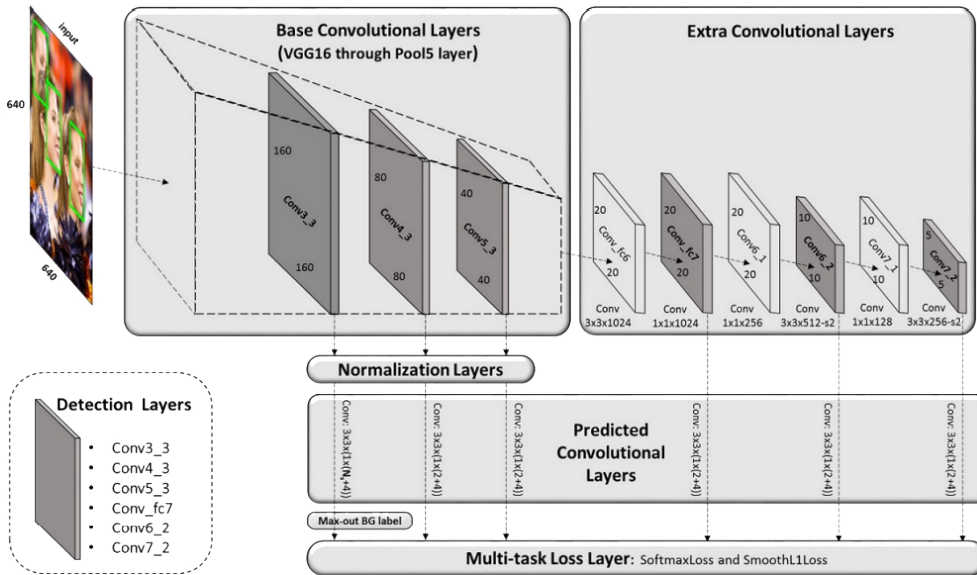 input
640
640
Base Convolutional Layers
(VGG16 through Pool5 layer)
160
Conv3_3
160
80
Conv4_3
80
40
Conv5_3
40
Extra Convolutional Layers
20
Conv_fc6
20
Conv
3x3x1024
20
Conv_fc7
20
Conv
1x1x1024
20
Conv6_1
20
Conv
1x1x256
10
Conv6_2
10
Conv
3x3x512-s2
10
Conv7_1
10
Conv
1x1x128
5
Conv7_2
5
Conv
3x3x256-s2
Normalization Layers
Detection Layers
• Conv3_3
• Conv4_3
• Conv5_3
• Conv_fc7
• Conv6_2
• Conv7_2
Conv: 3x3x(1x(Ns+4))
Conv: 3x3x(1x(2+4))
Conv: 3x3x(1x(2+4))
Predicted
Convolutional
Layers
Conv: 3x3x(1x(2+4))
Conv: 3x3x(1x(2+4))
Conv: 3x3x(1x(2+4))
Max-out BG label
Multi-task Loss Layer: SoftmaxLoss and SmoothL1Loss